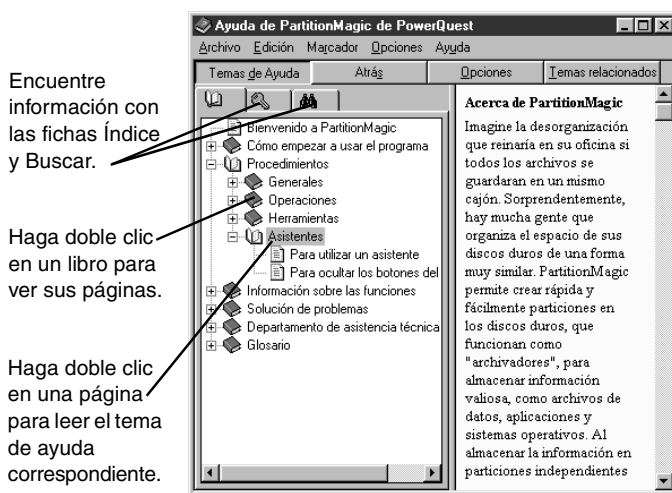 Encuentre
información con
las fichas Índice
y Buscar.
Haga doble clic
en un libro para
ver sus páginas.
Haga doble clic
en una página
para leer el tema
de ayuda
correspondiente.
Ayuda de PartitionMagic de PowerQuest
Archivo Edición Marcador Opciones Ayuda
Temas de Ayuda Atrás Opciones Temas relacionados
Bienvenido a PartitionMagic
Cómo empezar a usar el programa
Procedimientos
Generales
Operaciones
Herramientas
Asistentes
Para utilizar un asistente
Para ocultar los botones del
Información sobre las funciones
Solución de problemas
Departamento de asistencia técnica
Glosario
Acerca de PartitionMagic
Imagine la desorganización
que reinaría en su oficina si
todos los archivos se
guardaran en un mismo
cajón. Sorprendentemente,
hay mucha gente que
organiza el espacio de sus
discos duros de una forma
muy similar. PartitionMagic
permite crear rápida y
fácilmente particiones en
los discos duros, que
funcionan como
"archivadores", para
almacenar información
valiosa, como archivos de
datos, aplicaciones y
sistemas operativos. Al
almacenar la información en
particiones independientes